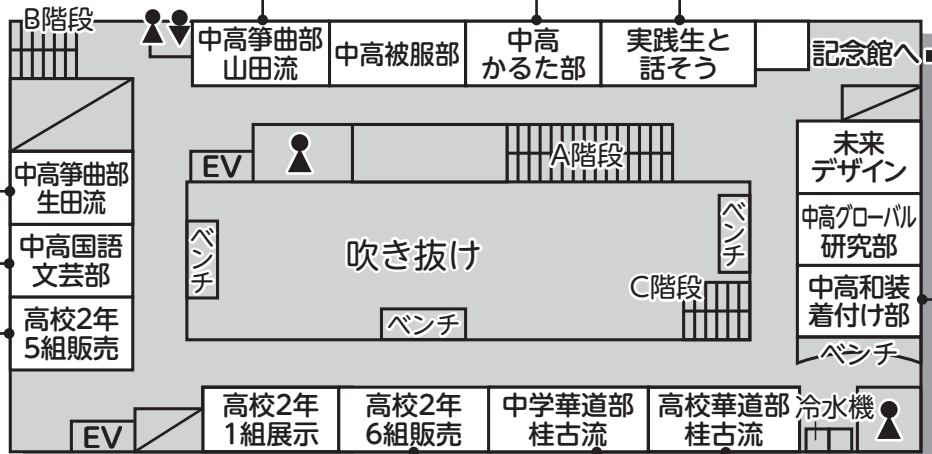 B階段
中高箏曲部
山田流
中高被服部
中高
かるた部
実践生と
話そう
記念館へ
EV
A階段
未来
デザイン
中高箏曲部
生田流
中高グローバル
研究部
中高国語
文芸部
ベンチ
吹き抜け
ベンチ
C階段
中高和装
着付け部
高校2年
5組販売
ベンチ
ベンチ
EV
高校2年
1組展示
高校2年
6組販売
中学華道部
桂古流
高校華道部
桂古流
冷水機